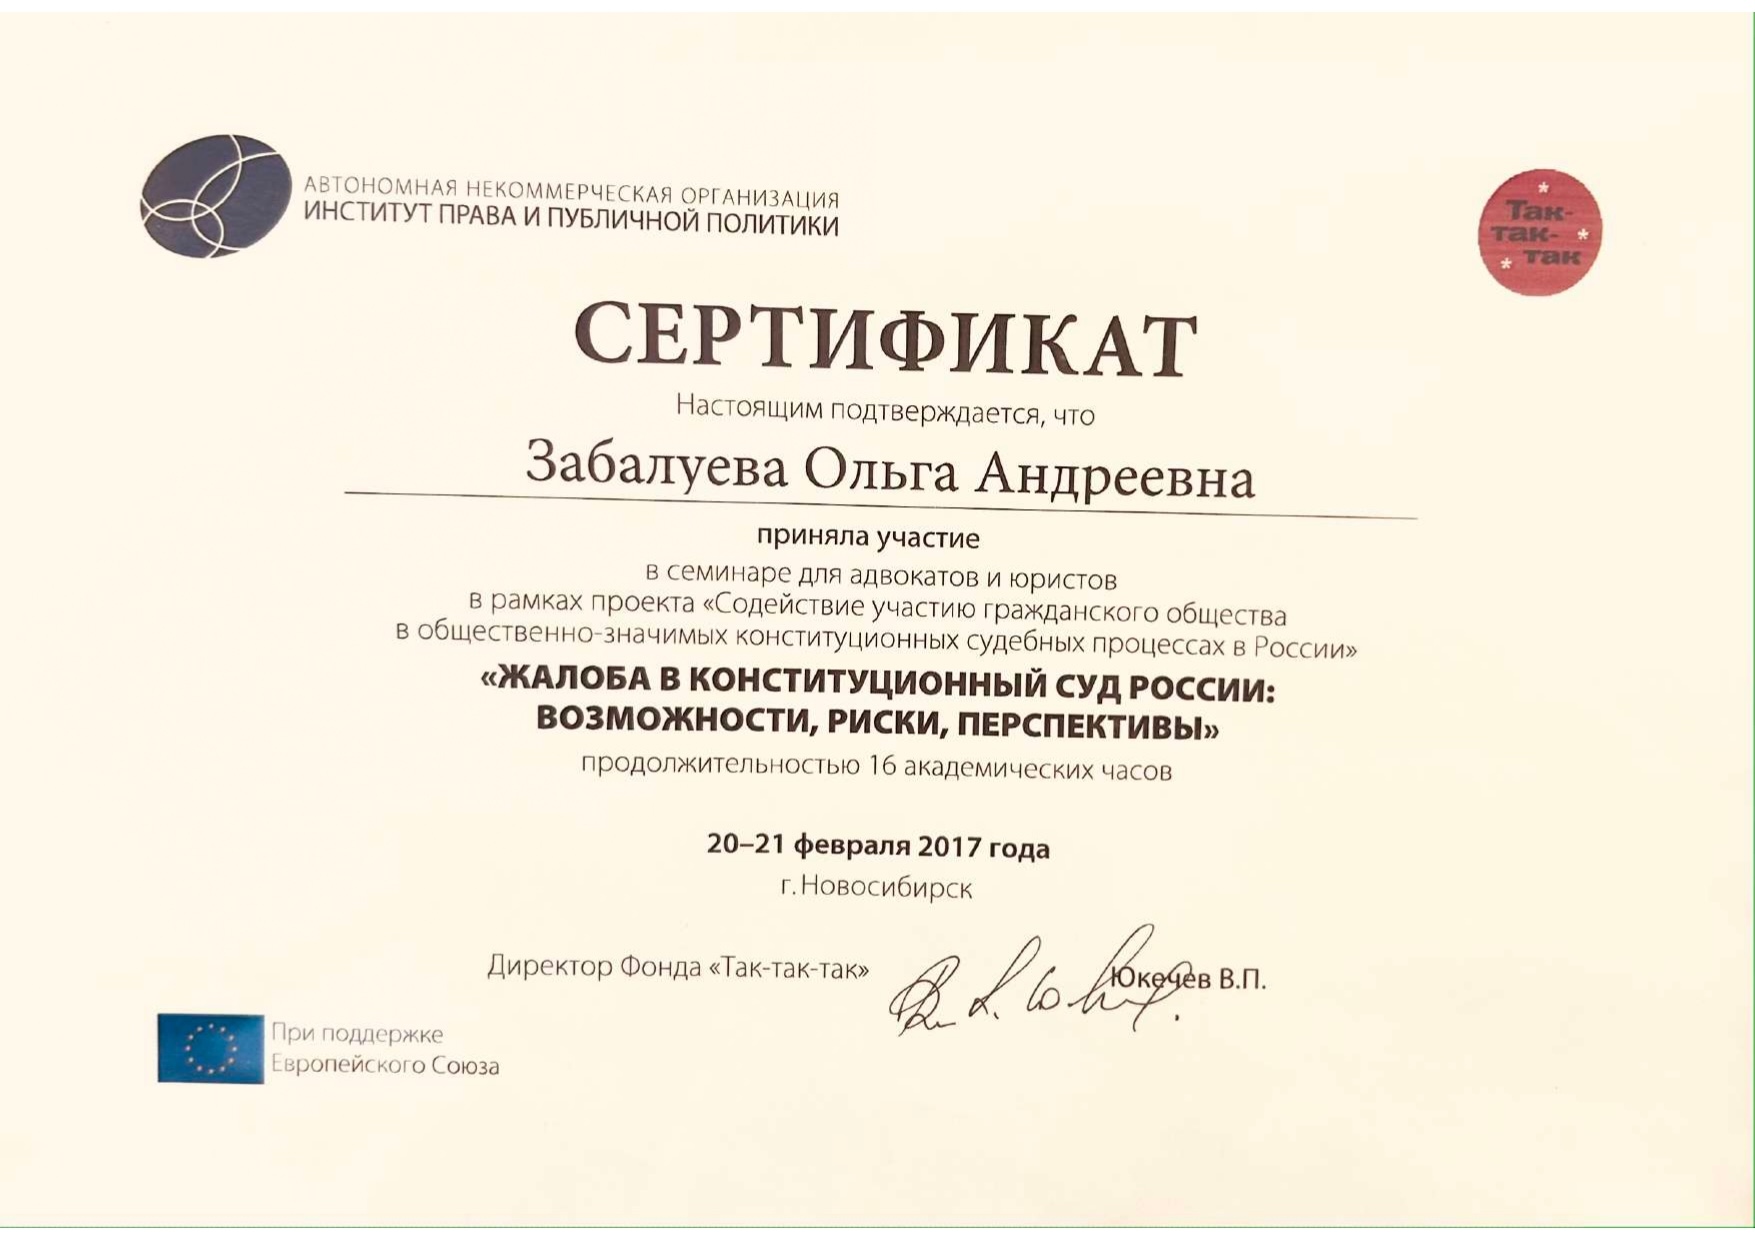 АВТОНОМНАЯ НЕКОММЕРЧЕСКАЯ ОРГАНИЗАЦИЯ
ИНСТИТУТ ПРАВА И ПУБЛИЧНОЙ ПОЛИТИКИ
Так-
так-
так
СЕРТИФИКАТ
Настоящим подтверждается, что
Забалуева Ольга Андреевна
приняла участие
в семинаре для адвокатов и юристов
в рамках проекта «Содействие участию гражданского общества
в общественно-значимых конституционных судебных процессах в России»
«ЖАЛОБА В КОНСТИТУЦИОННЫЙ СУД РОССИИ:
ВОЗМОЖНОСТИ, РИСКИ, ПЕРСПЕКТИВЫ»
продолжительностью 16 академических часов
20–21 февраля 2017 года
г. Новосибирск
Директор Фонда «Так-так-так» Юкечев В.П.
При поддержке
Европейского Союза